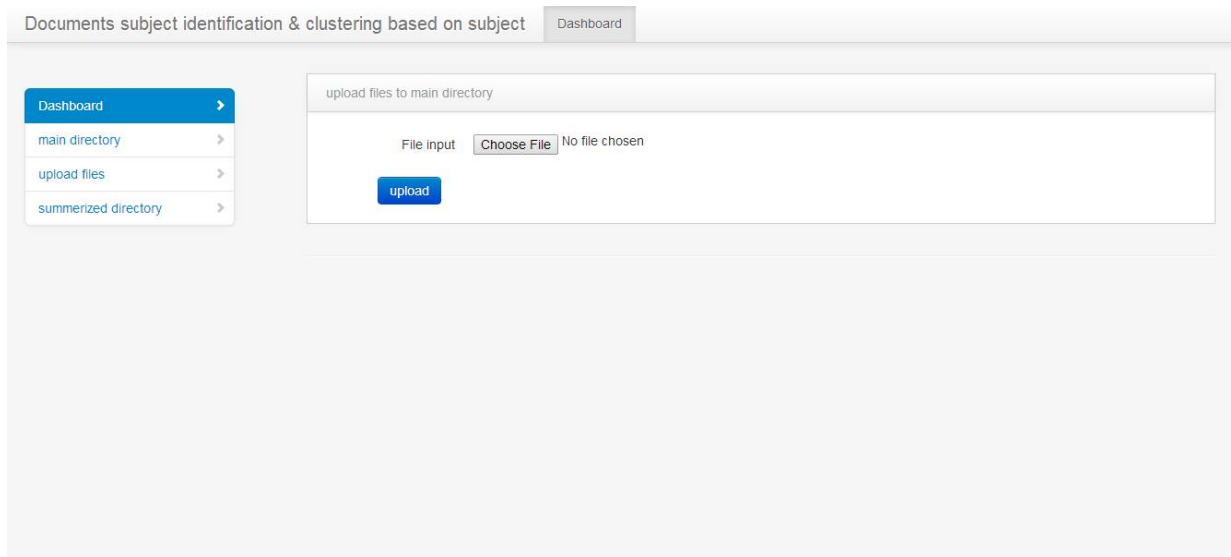 Documents subject identification & clustering based on subject Dashboard
Dashboard
main directory
upload files
summerized directory
upload files to main directory
File input Choose File No file chosen
upload